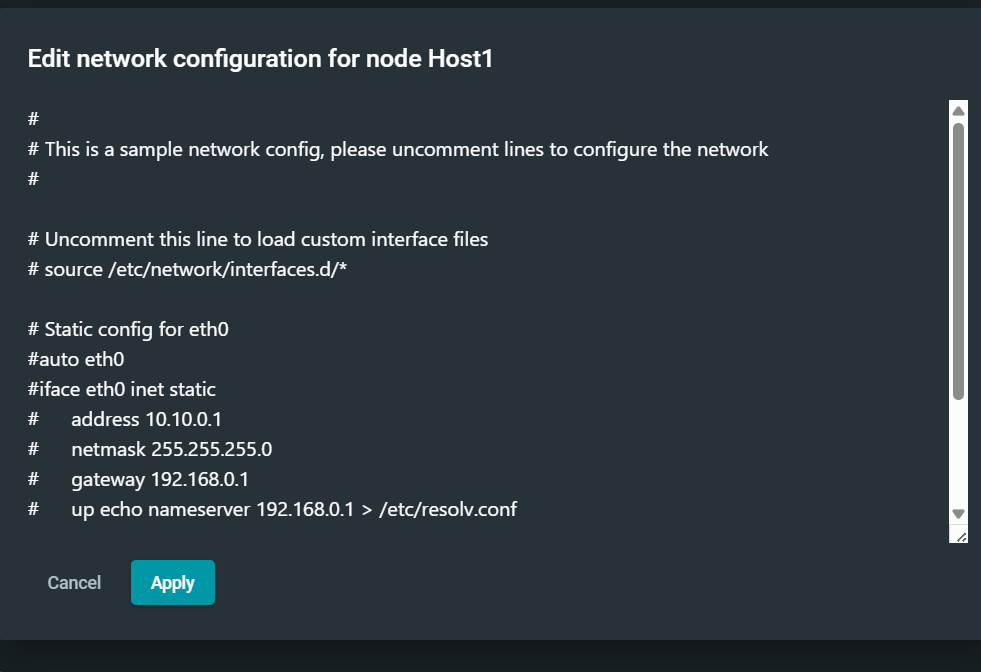 Edit network configuration for node Host1
#
# This is a sample network config, please uncomment lines to configure the network
#
# Uncomment this line to load custom interface files
# source /etc/network/interfaces.d/*
# Static config for eth0
#auto eth0
#iface eth0 inet static
#	address 10.10.0.1
#	netmask 255.255.255.0
#	gateway 192.168.0.1
#	up echo nameserver 192.168.0.1 > /etc/resolv.conf
Cancel Apply